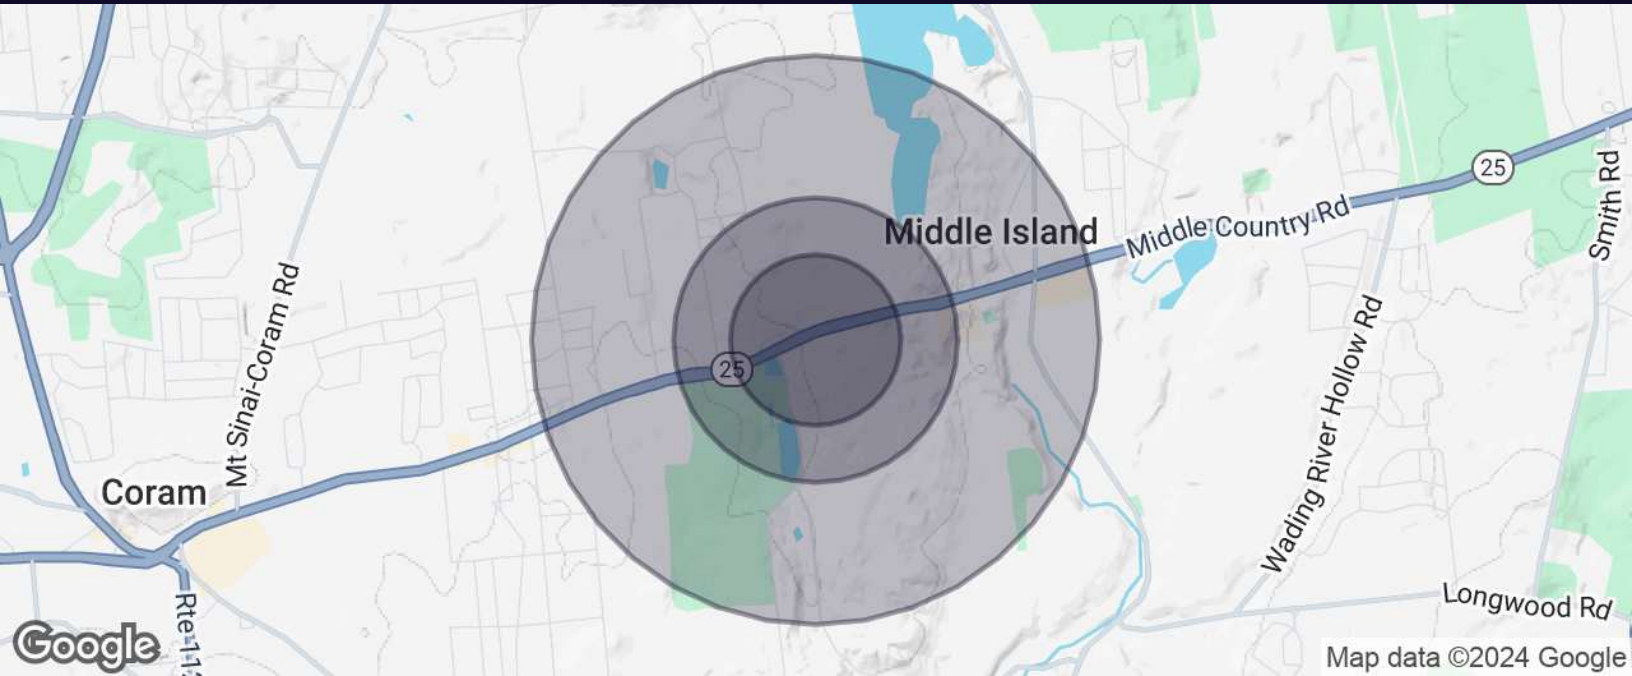 25
Smith Rd
Middle Island
Middle Country Rd
Mt Sinai-Coram Rd
25
Wading River Hollow Rd
Coram
Longwood Rd
Rte 112
Google
Map data ©2024 Google